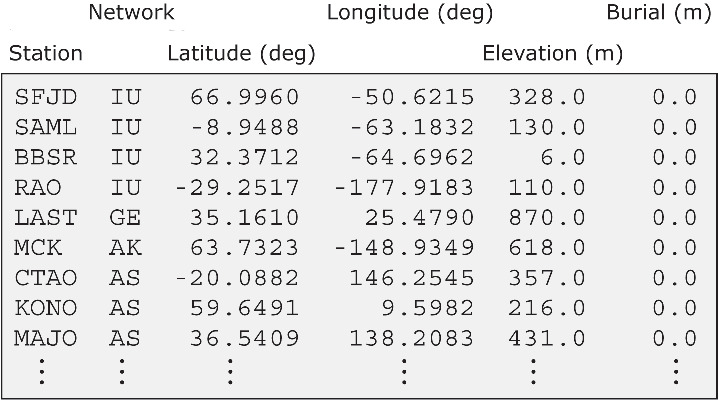 Network Longitude (deg) Burial (m)
Station Latitude (deg) Elevation (m)
SFJD IU 66.9960 -50.6215 328.0 0.0
SAML IU -8.9488 -63.1832 130.0 0.0
BBSR IU 32.3712 -64.6962 6.0 0.0
RAO IU -29.2517 -177.9183 110.0 0.0
LAST GE 35.1610 25.4790 870.0 0.0
MCK AK 63.7323 -148.9349 618.0 0.0
CTAO AS -20.0882 146.2545 357.0 0.0
KONO AS 59.6491 9.5982 216.0 0.0
MAJO AS 36.5409 138.2083 431.0 0.0
⋮ ⋮ ⋮ ⋮ ⋮ ⋮